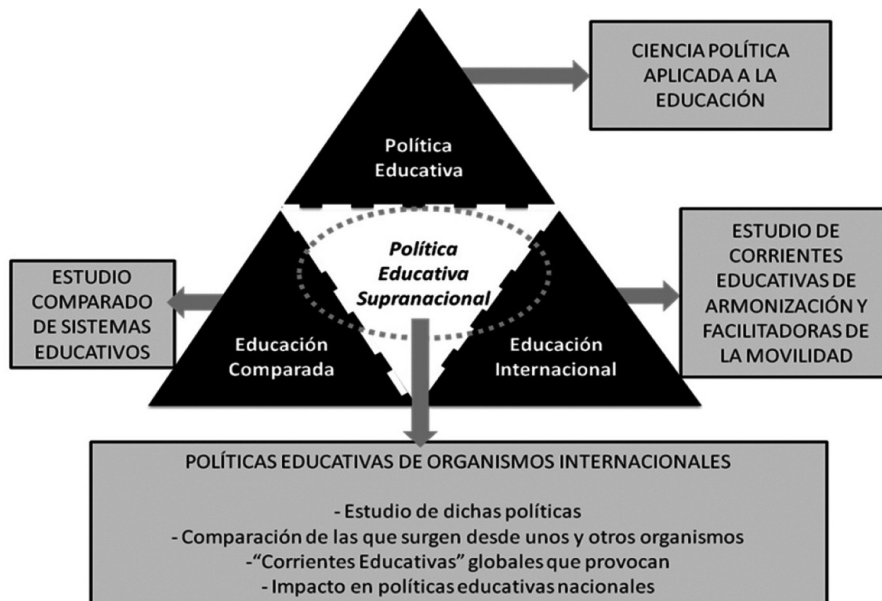 CIENCIA POLÍTICA
APLICADA A LA
EDUCACIÓN
Política
Educativa
Política
Educativa
Supranacional
ESTUDIO
COMPARADO
DE SISTEMAS
EDUCATIVOS
Educación
Comparada
Educación
Internacional
ESTUDIO DE
CORRIENTES
EDUCATIVAS DE
ARMONIZACIÓN Y
FACILITADORAS DE
LA MOVILIDAD
POLÍTICAS EDUCATIVAS DE ORGANISMOS INTERNACIONALES
- Estudio de dichas políticas
- Comparación de las que surgen desde unos y otros organismos
-“Corrientes Educativas” globales que provocan
- Impacto en políticas educativas nacionales